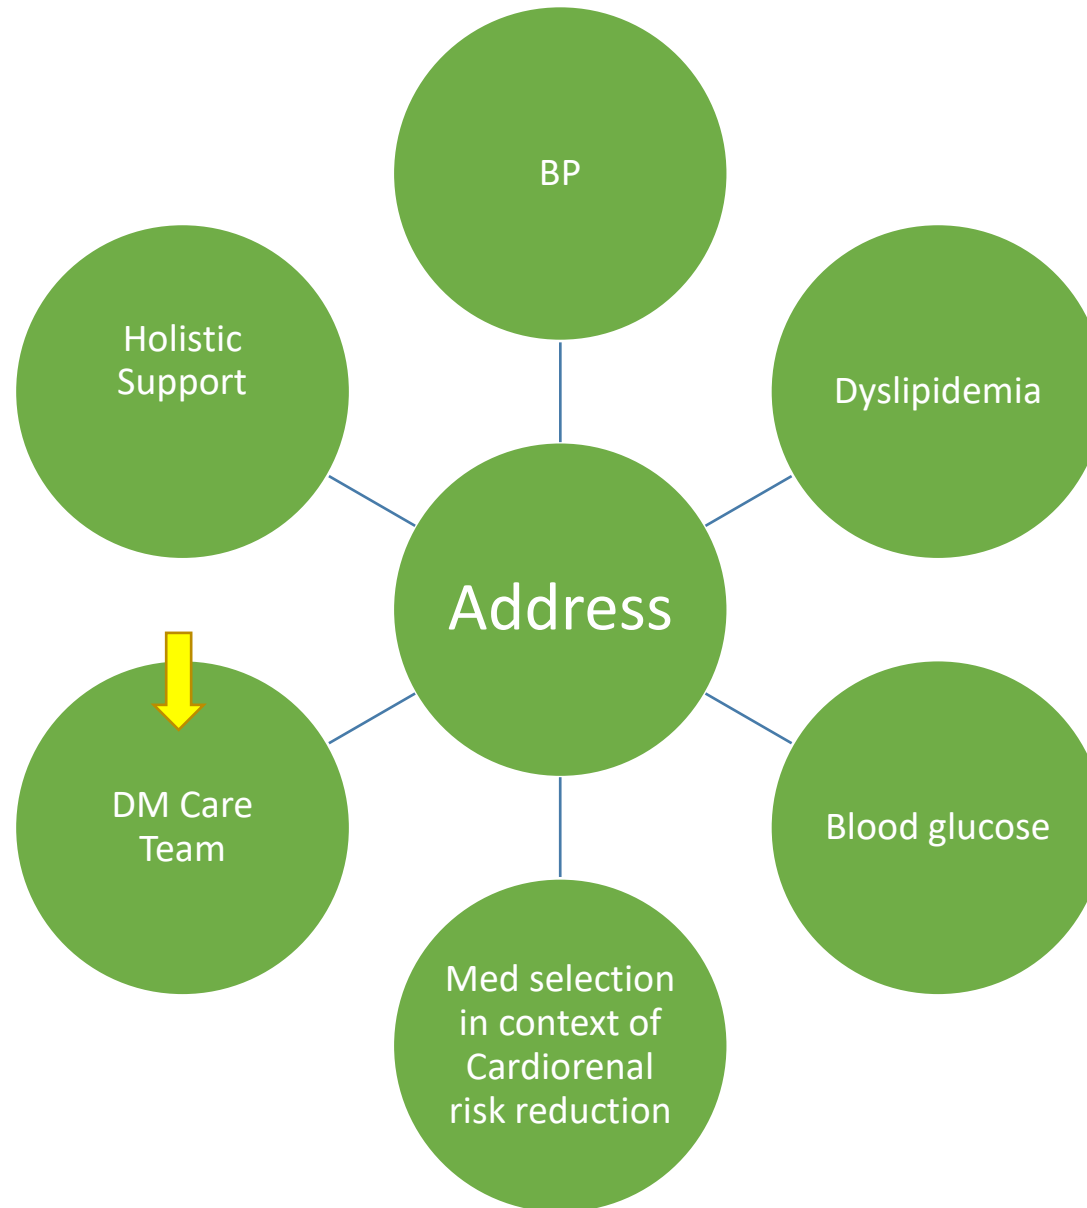 BP
Holistic
Support
Dyslipidemia
Address
DM Care
Team
Blood glucose
Med selection
in context of
Cardiorenal
risk reduction